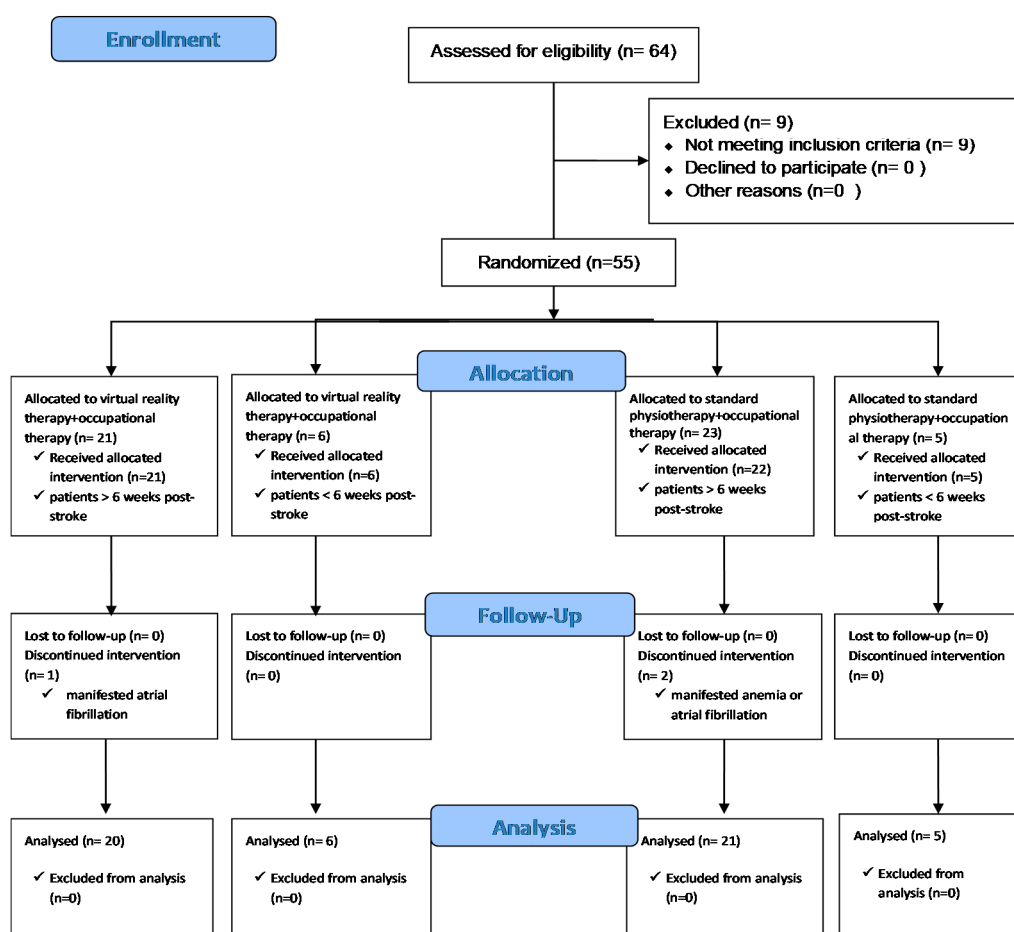 Enrollment
Assessed for eligibility (n= 64)
Excluded (n= 9)
◆ Not meeting inclusion criteria (n= 9)
◆ Declined to participate (n= 0 )
◆ Other reasons (n=0 )
Randomized (n=55)
Allocation
Allocated to virtual reality
therapy+occupational
therapy (n= 21)
✓ Received allocated
intervention (n=21)
✓ patients > 6 weeks post-
stroke
Allocated to virtual reality
therapy+occupational therapy
(n= 6)
✓ Received allocated
intervention (n=6)
✓ patients < 6 weeks post-
stroke
Allocated to standard
physiotherapy+occupational
therapy (n= 23)
✓ Received allocated
intervention (n=22)
✓ patients > 6 weeks
post-stroke
Allocated to standard
physiotherapy+occupation
al therapy (n= 5)
✓ Received allocated
intervention (n=5)
✓ patients < 6 weeks
post-stroke
Follow-Up
Lost to follow-up (n= 0)
Discontinued intervention
(n= 1)
✓ manifested atrial
fibrillation
Lost to follow-up (n= 0)
Discontinued intervention
(n= 0)
Lost to follow-up (n= 0)
Discontinued intervention
(n= 2)
✓ manifested anemia or
atrial fibrillation
Lost to follow-up (n= 0)
Discontinued intervention
(n= 0)
Analysis
Analysed (n= 20)
✓ Excluded from analysis
(n=0)
Analysed (n= 6)
✓ Excluded from analysis
(n=0)
Analysed (n= 21)
✓ Excluded from analysis
(n=0)
Analysed (n= 5)
✓ Excluded from
analysis (n=0)